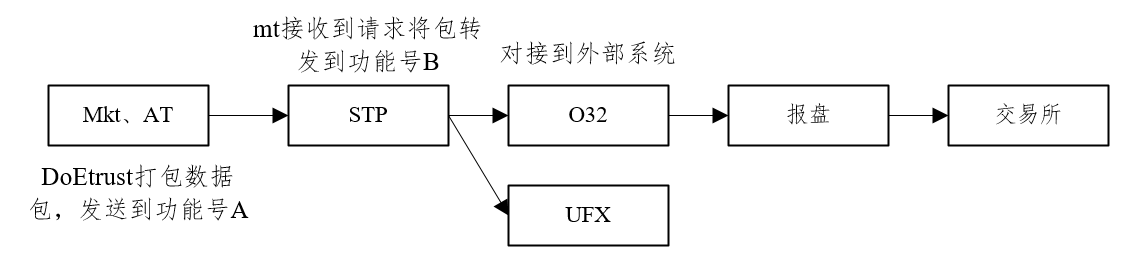 mt接收到请求将包转
发到功能号B
对接到外部系统
Mkt、AT
STP
O32
报盘
交易所
DoEtrust打包数据
包，发送到功能号A
UFX